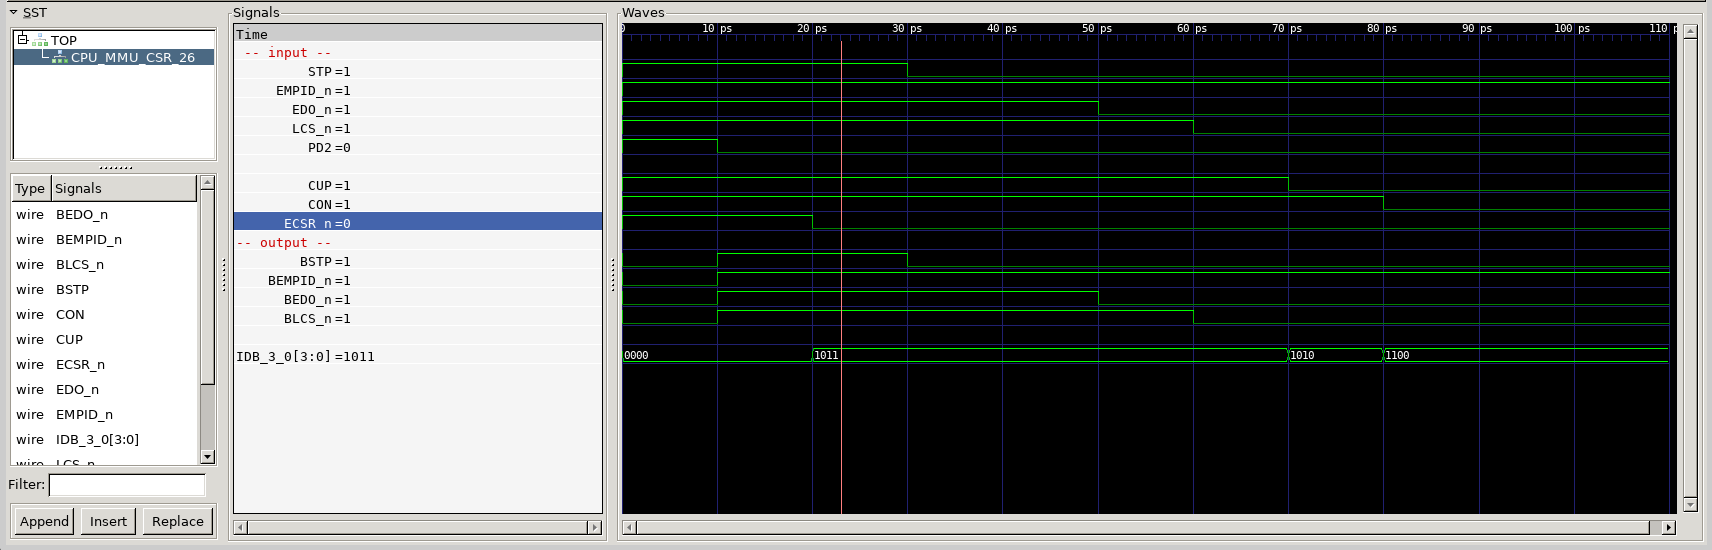 SST
TOP
CPU_MMU_CSR_26
Type Signals
wire BEDO_n
wire BEMPID_n
wire BLCS_n
wire BSTP
wire CON
wire CUP
wire ECSR_n
wire EDO_n
wire EMPID_n
wire IDB_3_0[3:0]
wire LCS_n
Filter:
Append Insert Replace
Signals
Time
-- input --
STP=1
EMPID_n=1
EDO_n=1
LCS_n=1
PD2=0
CUP=1
CON=1
ECSR_n=0
-- output --
BSTP=1
BEMPID_n=1
BEDO_n=1
BLCS_n=1
IDB_3_0[3:0]=1011
Waves
0 10 ps 20 ps 30 ps 40 ps 50 ps 60 ps 70 ps 80 ps 90 ps 100 ps 110 p
0000 1011 1010 1100